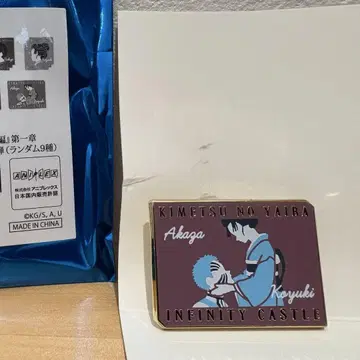 編』第一章
弾（ランダム9種）
ANIPLEX
株式会社アニプレックス
日本国内販売許諾
©KG/S, A, U
MADE IN CHINA
KIMETSU NO YAIBA
Akaza
Koyuki
INFINITY CASTLE